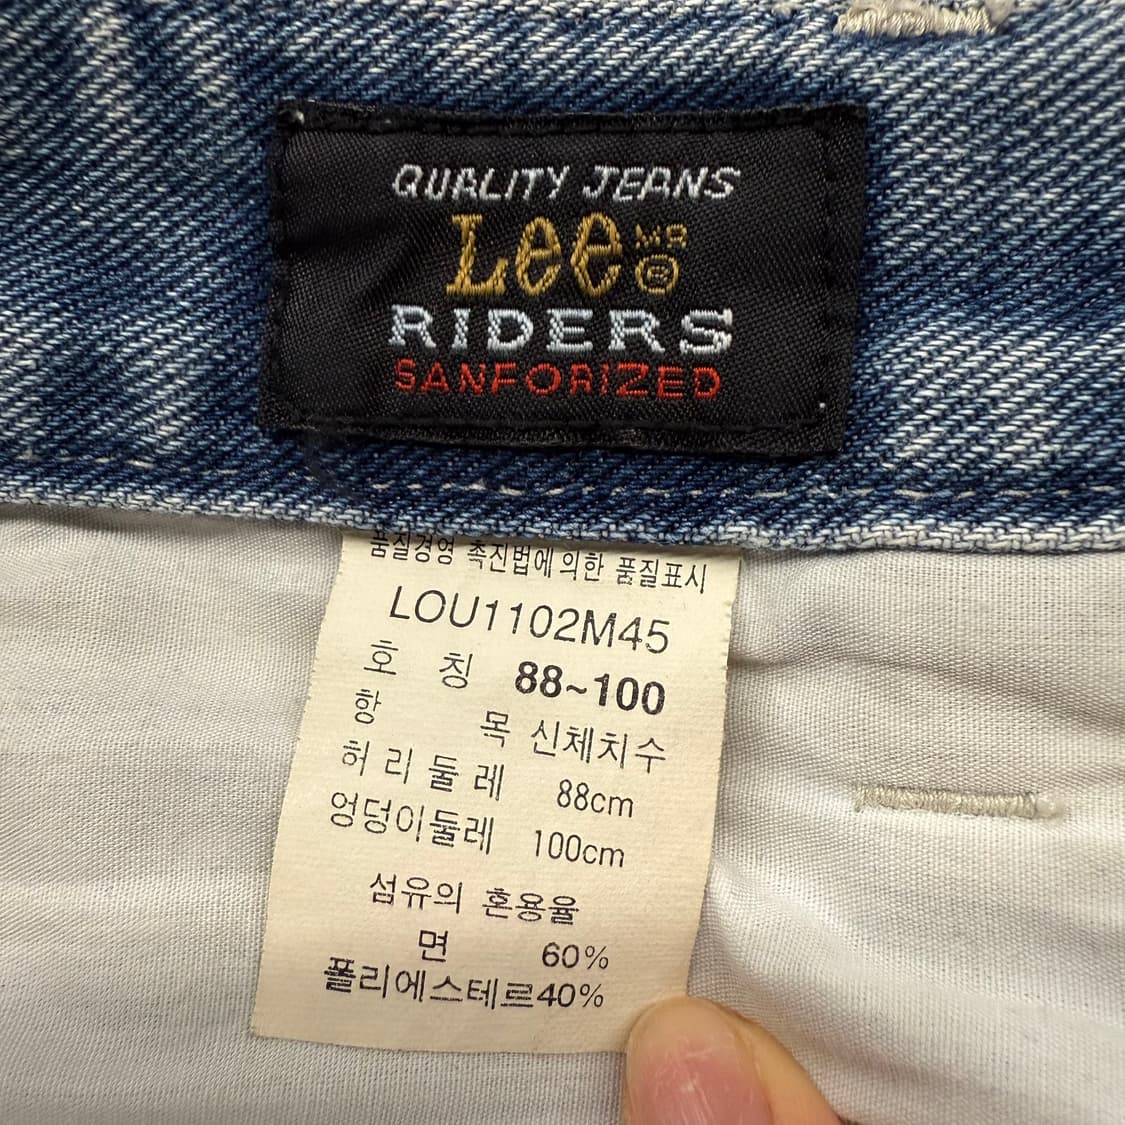 QUALITY JEANS
Lee MR ®
RIDERS
SANFORIZED
품질경영 촉진법에 의한 품질표시
LOU1102M45
호 칭 88~100
항 목 신체치수
허리둘레 88cm
엉덩이둘레 100cm
섬유의 혼용율
면 60%
폴리에스테르40%